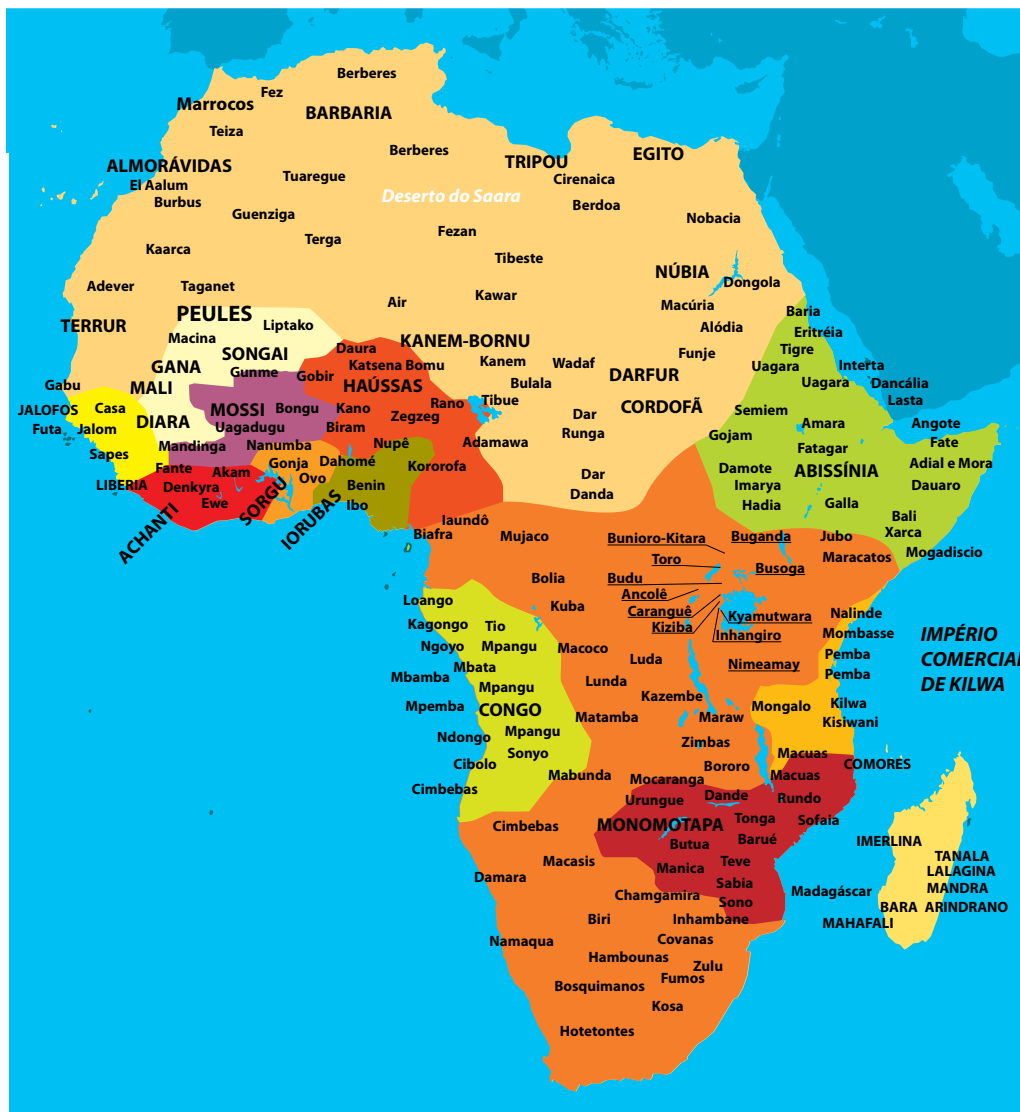 Berberes
Fez
Marrocos
BARBARIA
Teiza
Berberes
EGITO
TRIPOU
ALMORÁVIDAS
Cirenaica
Tuaregue
El Aalum
Deserto do Saara
Burbus
Berdoa
Guenziga
Nobacia
Fezan
Terga
Kaarca
Tibeste
NÚBIA
Dongola
Adever
Taganet
Kawar
Air
Macúria
PEULES
Baria
TERRUR
Liptako
Alódia
Eritréia
Macina
KANEM-BORNU
Daura
Tigre
SONGAI
Funje
Kanem
Wadaf
Katsena Bomu
Uagara
Interta
GANA
Gunme
Gobir
DARFUR
Bulala
Uagara
Dancália
Gabu
MALI
HAÚSSAS
Tibue
Lasta
JALOFOS
Casa
MOSSI
Bongu
Kano
Rano
CORDOFÃ
Semiem
Dar
Zegzeg
DIARA
Uagadugu
Biram
Amara
Angote
Futa
Jalom
Runga
Gojam
Mandinga
Nanumba
Nupê
Adamawa
Fatagar
Fate
Sapes
Gonja
Dahomé
Kororofa
Fante
Akam
Damote
ABISSÍNIA
Adial e Mora
Ovo
Dar
LIBERIA
Denkyra
Benin
Imarya
Dauaro
Danda
Ewe
SORGU
Ibo
Hadia
Galla
ACHANTI
IORUBAS
Iaundô
Bali
Biafra
Mujaco
Xarca
Bunioro-Kitara
Buganda
Jubo
Mogadiscio
Toro
Maracatos
Busoga
Bolia
Budu
Ancolê
Loango
Kuba
Caranguê
Kyamutwara
Nalinde
Kagongo
Tio
Kiziba
Inhangiro
Mombasse
IMPÉRIO
Ngoyo
Mpangu
Macoco
Pemba
COMERCIAL
Luda
Nimeamay
Mbata
Pemba
DE KILWA
Mbamba
Mpangu
Lunda
Kazembe
Mpemba
CONGO
Mongalo
Kilwa
Matamba
Maraw
Kisiwani
Mpangu
Ndongo
Zimbas
Sonyo
Macuas
Cibolo
Bororo
COMORES
Mabunda
Mocaranga
Macuas
Cimbebas
Urungue
Dande
Rundo
Cimbebas
MONOMOTAPA
Tonga
Sofaia
Butua
Barué
IMERLINA
Macasis
Teve
TANALA
Manica
LALAGINA
Damara
Sabia
Madagáscar
MANDRA
Chamgamira
Sono
BARA
ARINDRANO
Biri
Inhambane
MAHAFALI
Namaqua
Covanas
Hambounas
Zulu
Fumos
Bosquimanos
Kosa
Hotetontes